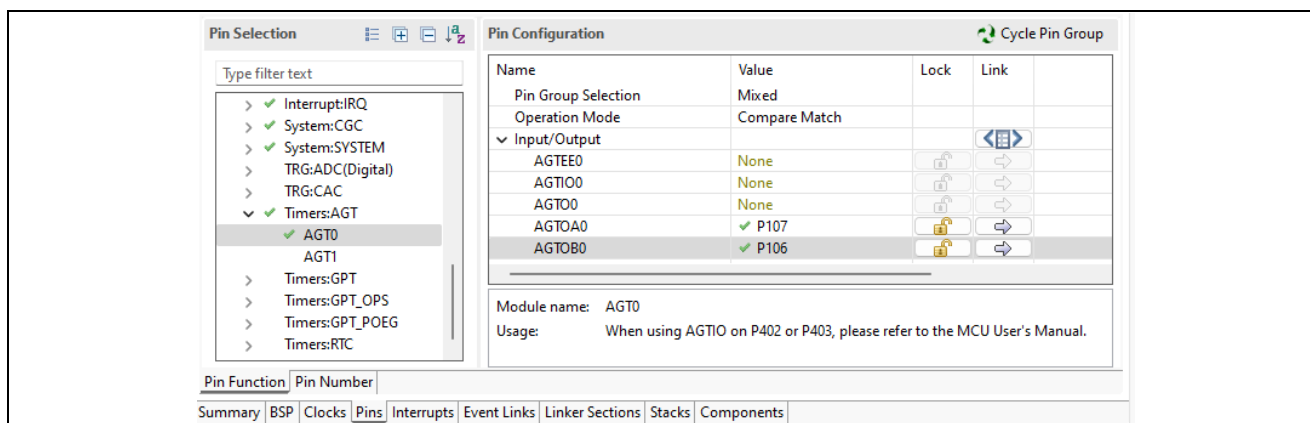 Pin Selection
Type filter text
Interrupt:IRQ
System:CGC
System:SYSTEM
TRG:ADC(Digital)
TRG:CAC
Timers:AGT
AGT0
AGT1
Timers:GPT
Timers:GPT_OPS
Timers:GPT_POEG
Timers:RTC
Pin Configuration
Cycle Pin Group
Name Value Lock Link
Pin Group Selection Mixed
Operation Mode Compare Match
Input/Output
AGTEE0 None
AGTIO0 None
AGTO0 None
AGTOA0 P107
AGTOB0 P106
Module name: AGT0
Usage: When using AGTIO on P402 or P403, please refer to the MCU User's Manual.
Pin Function Pin Number
Summary BSP Clocks Pins Interrupts Event Links Linker Sections Stacks Components